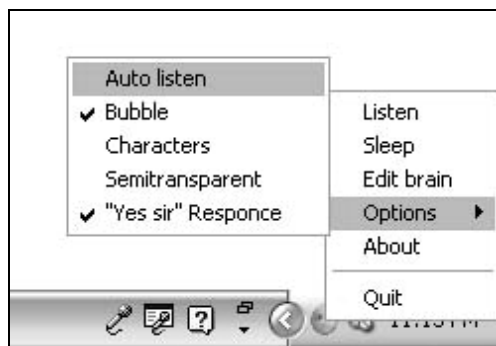 Auto listen
Bubble
Characters
Semitransparent
"Yes sir" Responce
Listen
Sleep
Edit brain
Options
About
Quit